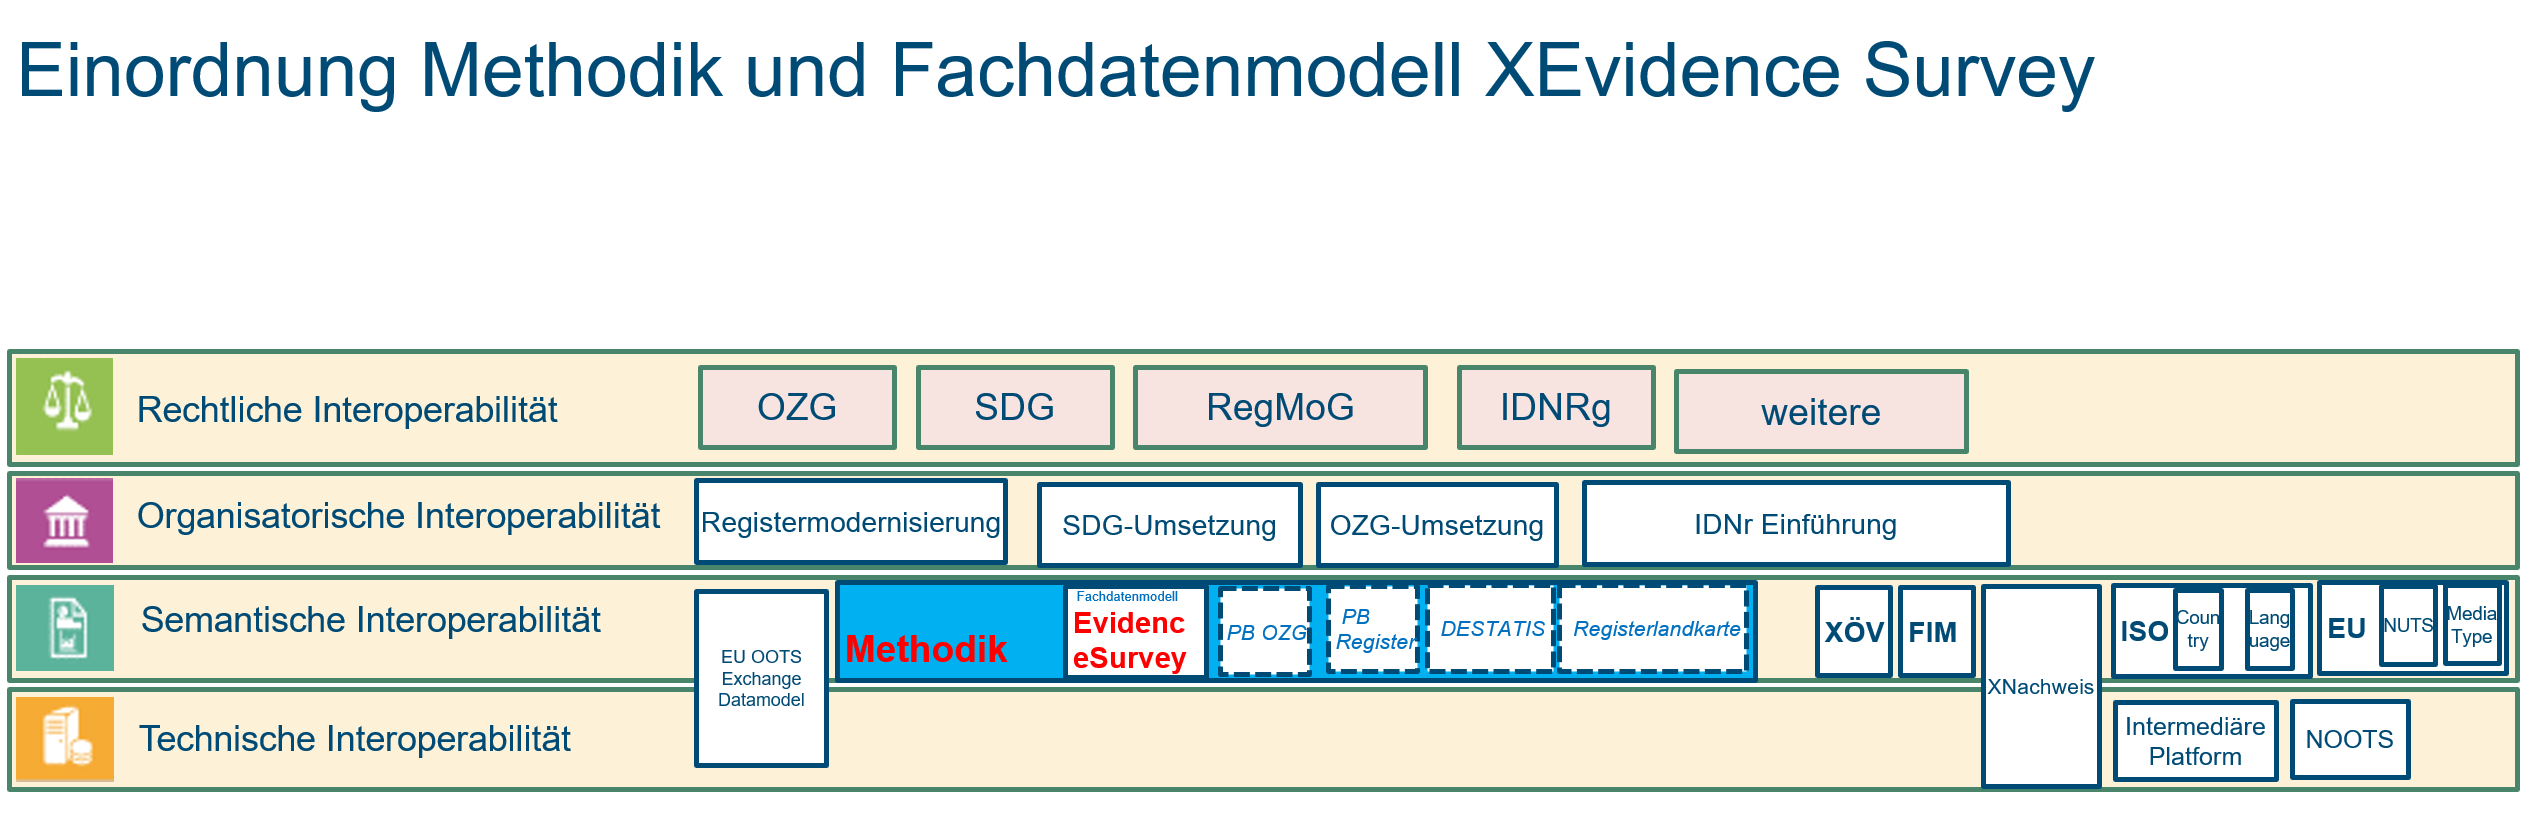 Einordnung Methodik und Fachdatenmodell XEvidence Survey
Rechtliche Interoperabilität
OZG
SDG
RegMoG
IDNRg
weitere
Organisatorische Interoperabilität
Registermodernisierung
SDG-Umsetzung
OZG-Umsetzung
IDNr Einführung
Semantische Interoperabilität
EU OOTS
Exchange
Datamodel
Methodik
Fachdatenmodell
Evidenc
eSurvey
PB OZG
PB
Register
DESTATIS
Registerlandkarte
XÖV
FIM
XNachweis
ISO
Coun
try
Lang
uage
EU
NUTS
Media
Type
Technische Interoperabilität
Intermediäre
Platform
NOOTS